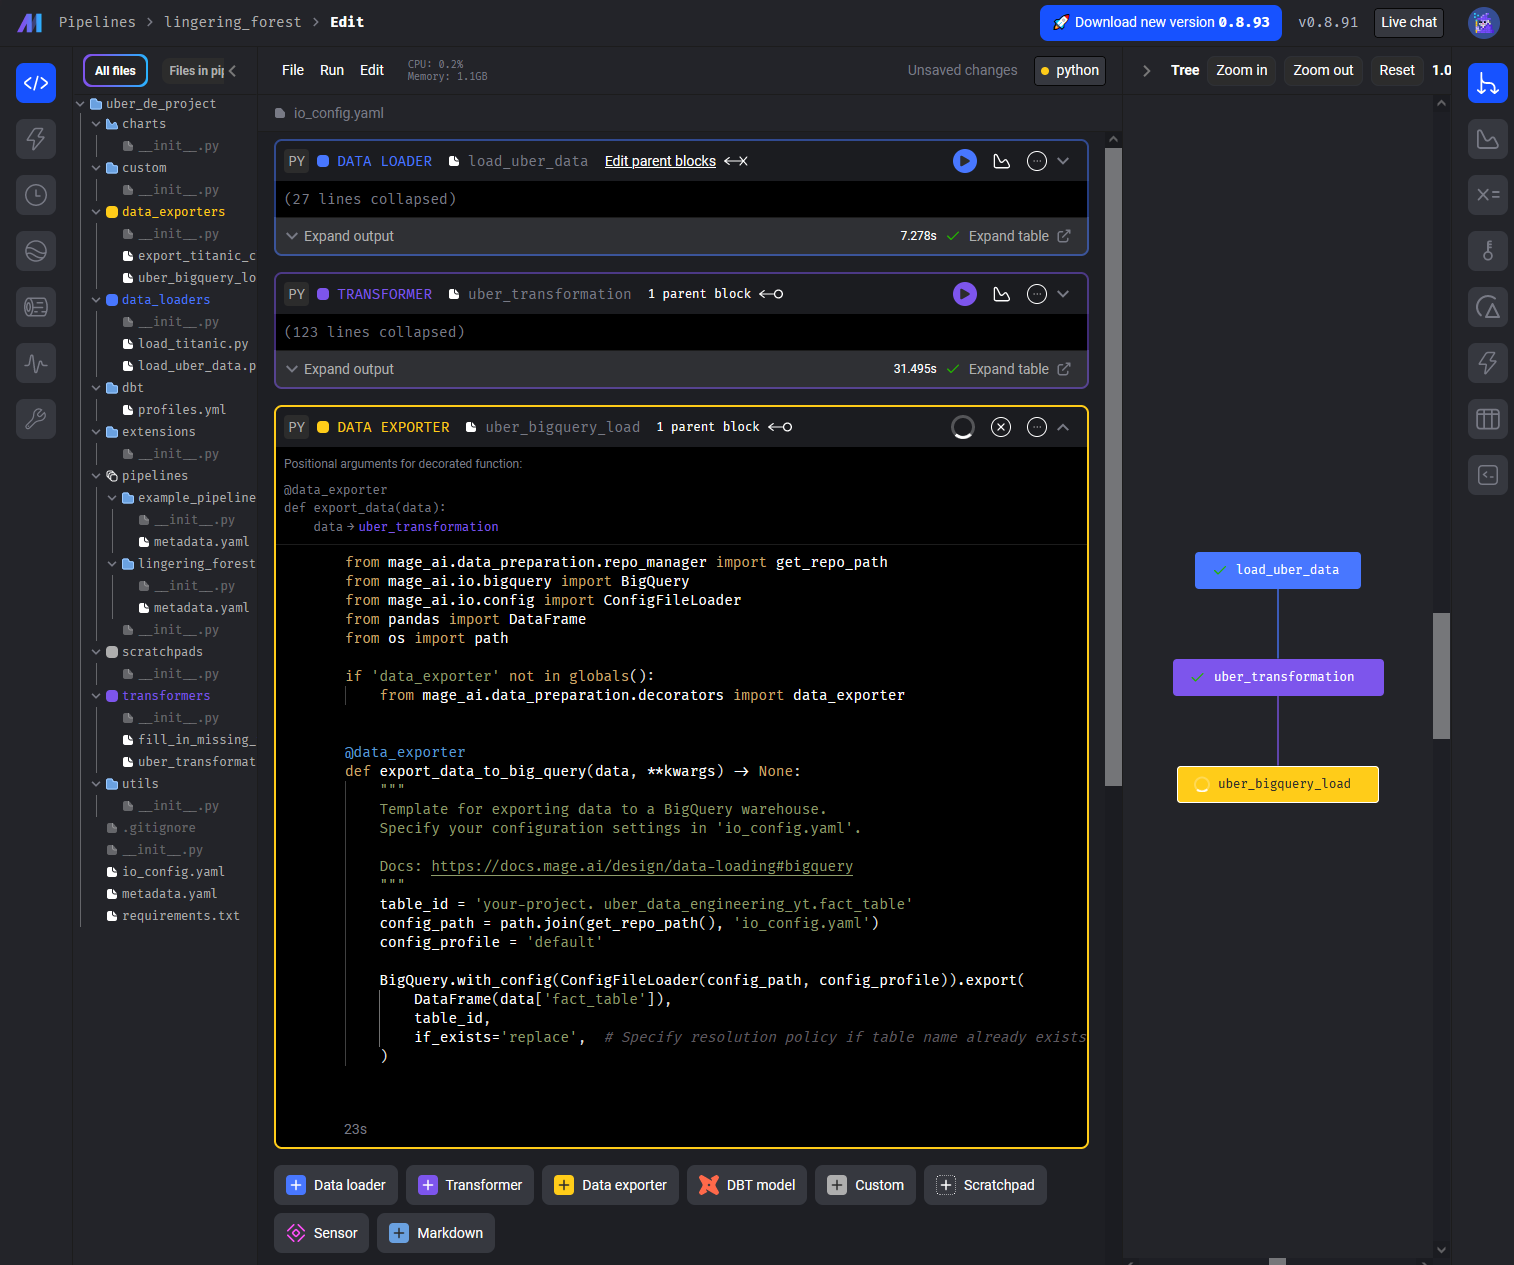 Pipelines > lingering_forest > Edit
Download new version 0.8.93
v0.8.91
Live chat
All files
Files in pi
File Run Edit
CPU: 0.2%
Memory: 1.1GB
Unsaved changes
python
Tree
Zoom in
Zoom out
Reset
1.0
uber_de_project
charts
__init__.py
custom
__init__.py
data_exporters
__init__.py
export_titanic_c
uber_bigquery_lo
data_loaders
__init__.py
load_titanic.py
load_uber_data.p
dbt
profiles.yml
extensions
__init__.py
pipelines
example_pipeline
__init__.py
metadata.yaml
lingering_forest
__init__.py
metadata.yaml
__init__.py
scratchpads
__init__.py
transformers
__init__.py
fill_in_missing_
uber_transformat
utils
__init__.py
.gitignore
__init__.py
io_config.yaml
metadata.yaml
requirements.txt
io_config.yaml
PY DATA LOADER load_uber_data Edit parent blocks
(27 lines collapsed)
Expand output 7.278s Expand table
PY TRANSFORMER uber_transformation 1 parent block
(123 lines collapsed)
Expand output 31.495s Expand table
PY DATA EXPORTER uber_bigquery_load 1 parent block
Positional arguments for decorated function:
@data_exporter
def export_data(data):
data → uber_transformation
from mage_ai.data_preparation.repo_manager import get_repo_path
from mage_ai.io.bigquery import BigQuery
from mage_ai.io.config import ConfigFileLoader
from pandas import DataFrame
from os import path
if 'data_exporter' not in globals():
from mage_ai.data_preparation.decorators import data_exporter
@data_exporter
def export_data_to_big_query(data, **kwargs) -> None:
"""
Template for exporting data to a BigQuery warehouse.
Specify your configuration settings in 'io_config.yaml'.
Docs: https://docs.mage.ai/design/data-loading#bigquery
"""
table_id = 'your-project. uber_data_engineering_yt.fact_table'
config_path = path.join(get_repo_path(), 'io_config.yaml')
config_profile = 'default'
BigQuery.with_config(ConfigFileLoader(config_path, config_profile)).export(
DataFrame(data['fact_table']),
table_id,
if_exists='replace',  # Specify resolution policy if table name already exists
)
23s
Data loader
Transformer
Data exporter
DBT model
Custom
Scratchpad
Sensor
Markdown
load_uber_data
uber_transformation
uber_bigquery_load